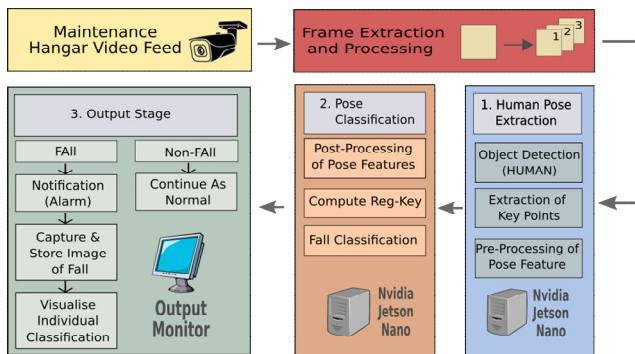 Maintenance
Hangar Video Feed
Frame Extraction
and Processing
1
2
3
3. Output Stage
FAll
Non-FAll
Notification
(Alarm)
Continue As
Normal
Capture &
Store Image
of Fall
Visualise
Individual
Classification
Output
Monitor
2. Pose
Classification
Post-Processing
of Pose Features
Compute Reg-Key
Fall Classification
Nvidia
Jetson
Nano
1. Human Pose
Extraction
Object Detection
(HUMAN)
Extraction of
Key Points
Pre-Processing of
Pose Feature
Nvidia
Jetson
Nano